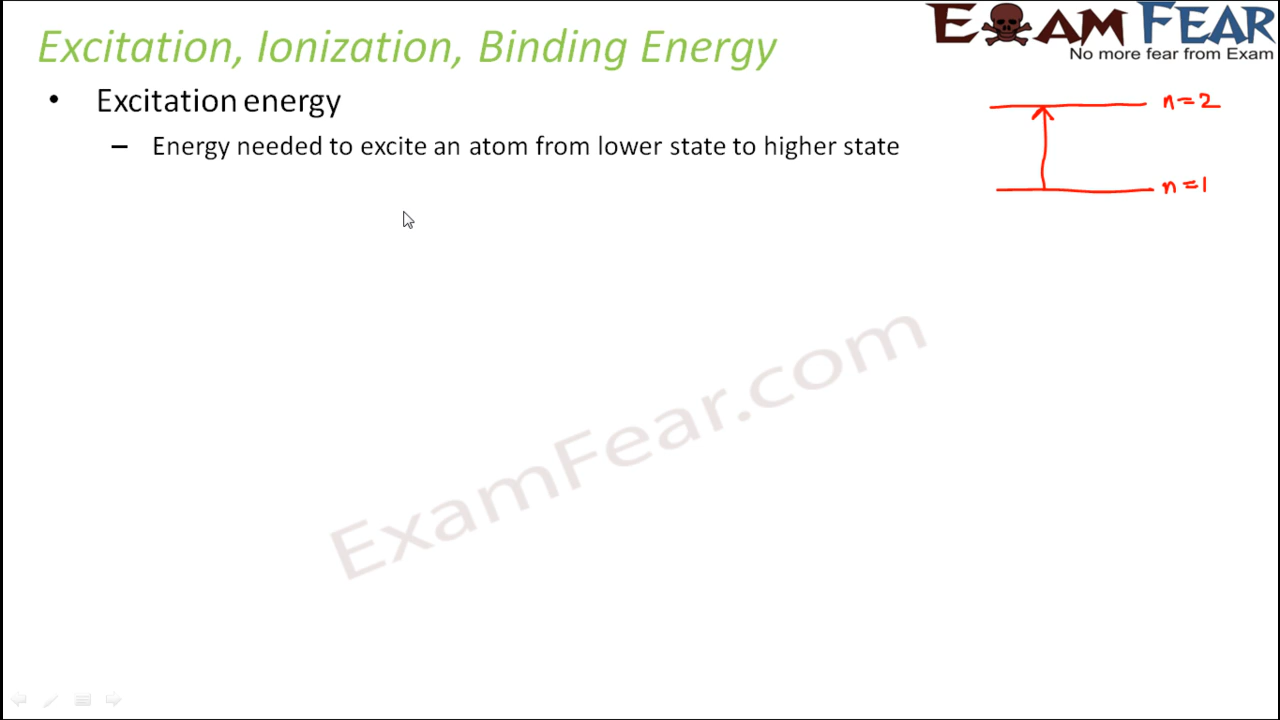 EXAM FEAR
No more fear from Exam
Excitation, Ionization, Binding Energy
• Excitation energy
– Energy needed to excite an atom from lower state to higher state
n=2
n=1
ExamFear.com